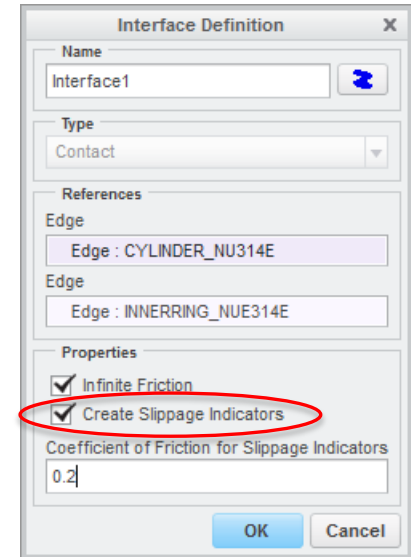 Interface Definition X
Name
Interface1
Type
Contact
References
Edge
Edge : CYLINDER_NU314E
Edge
Edge : INNERRING_NUE314E
Properties
Infinite Friction
Create Slippage Indicators
Coefficient of Friction for Slippage Indicators
0.2
OK Cancel